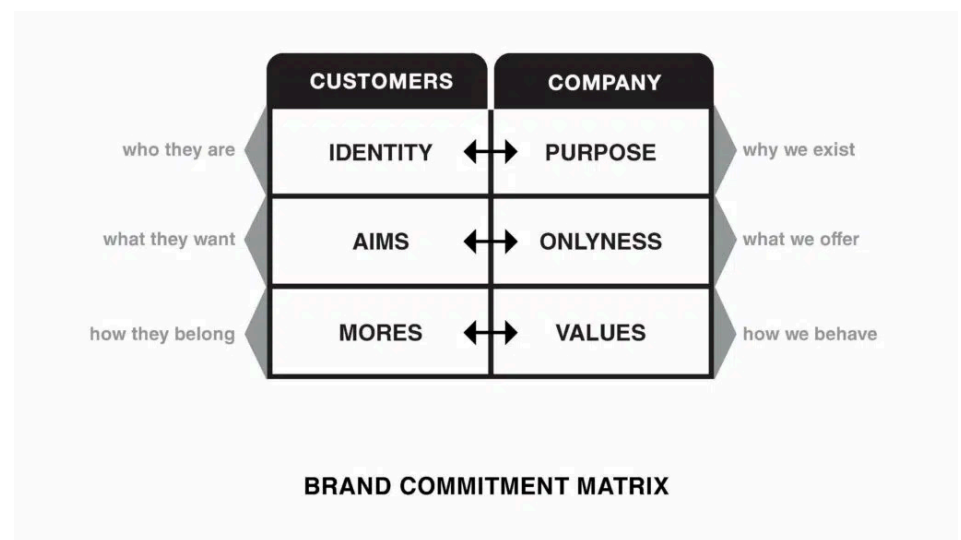 CUSTOMERS COMPANY
who they are IDENTITY PURPOSE why we exist
what they want AIMS ONLYNESS what we offer
how they belong MORES VALUES how we behave
BRAND COMMITMENT MATRIX